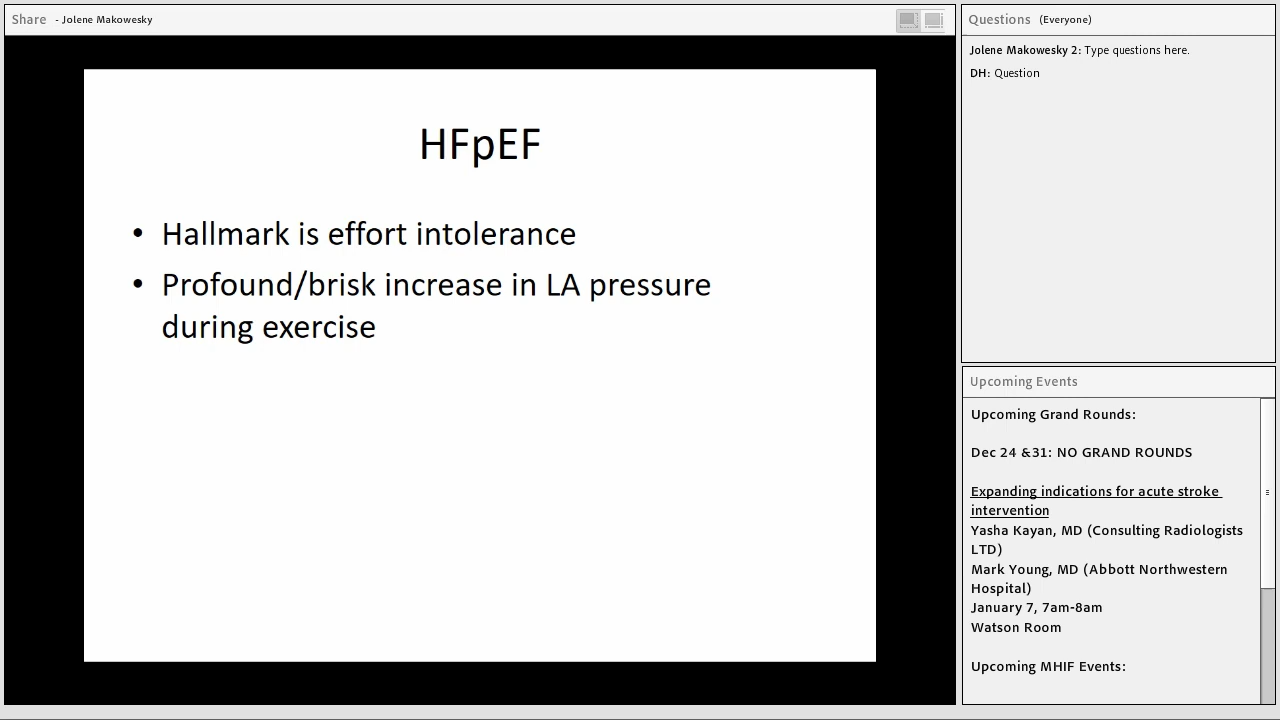 Share - Jolene Makowesky
HFpEF
• Hallmark is effort intolerance
• Profound/brisk increase in LA pressure
during exercise
Questions (Everyone)
Jolene Makowesky 2: Type questions here.
DH: Question
Upcoming Events
Upcoming Grand Rounds:
Dec 24 &31: NO GRAND ROUNDS
Expanding indications for acute stroke
intervention
Yasha Kayan, MD (Consulting Radiologists
LTD)
Mark Young, MD (Abbott Northwestern
Hospital)
January 7, 7am-8am
Watson Room
Upcoming MHIF Events: